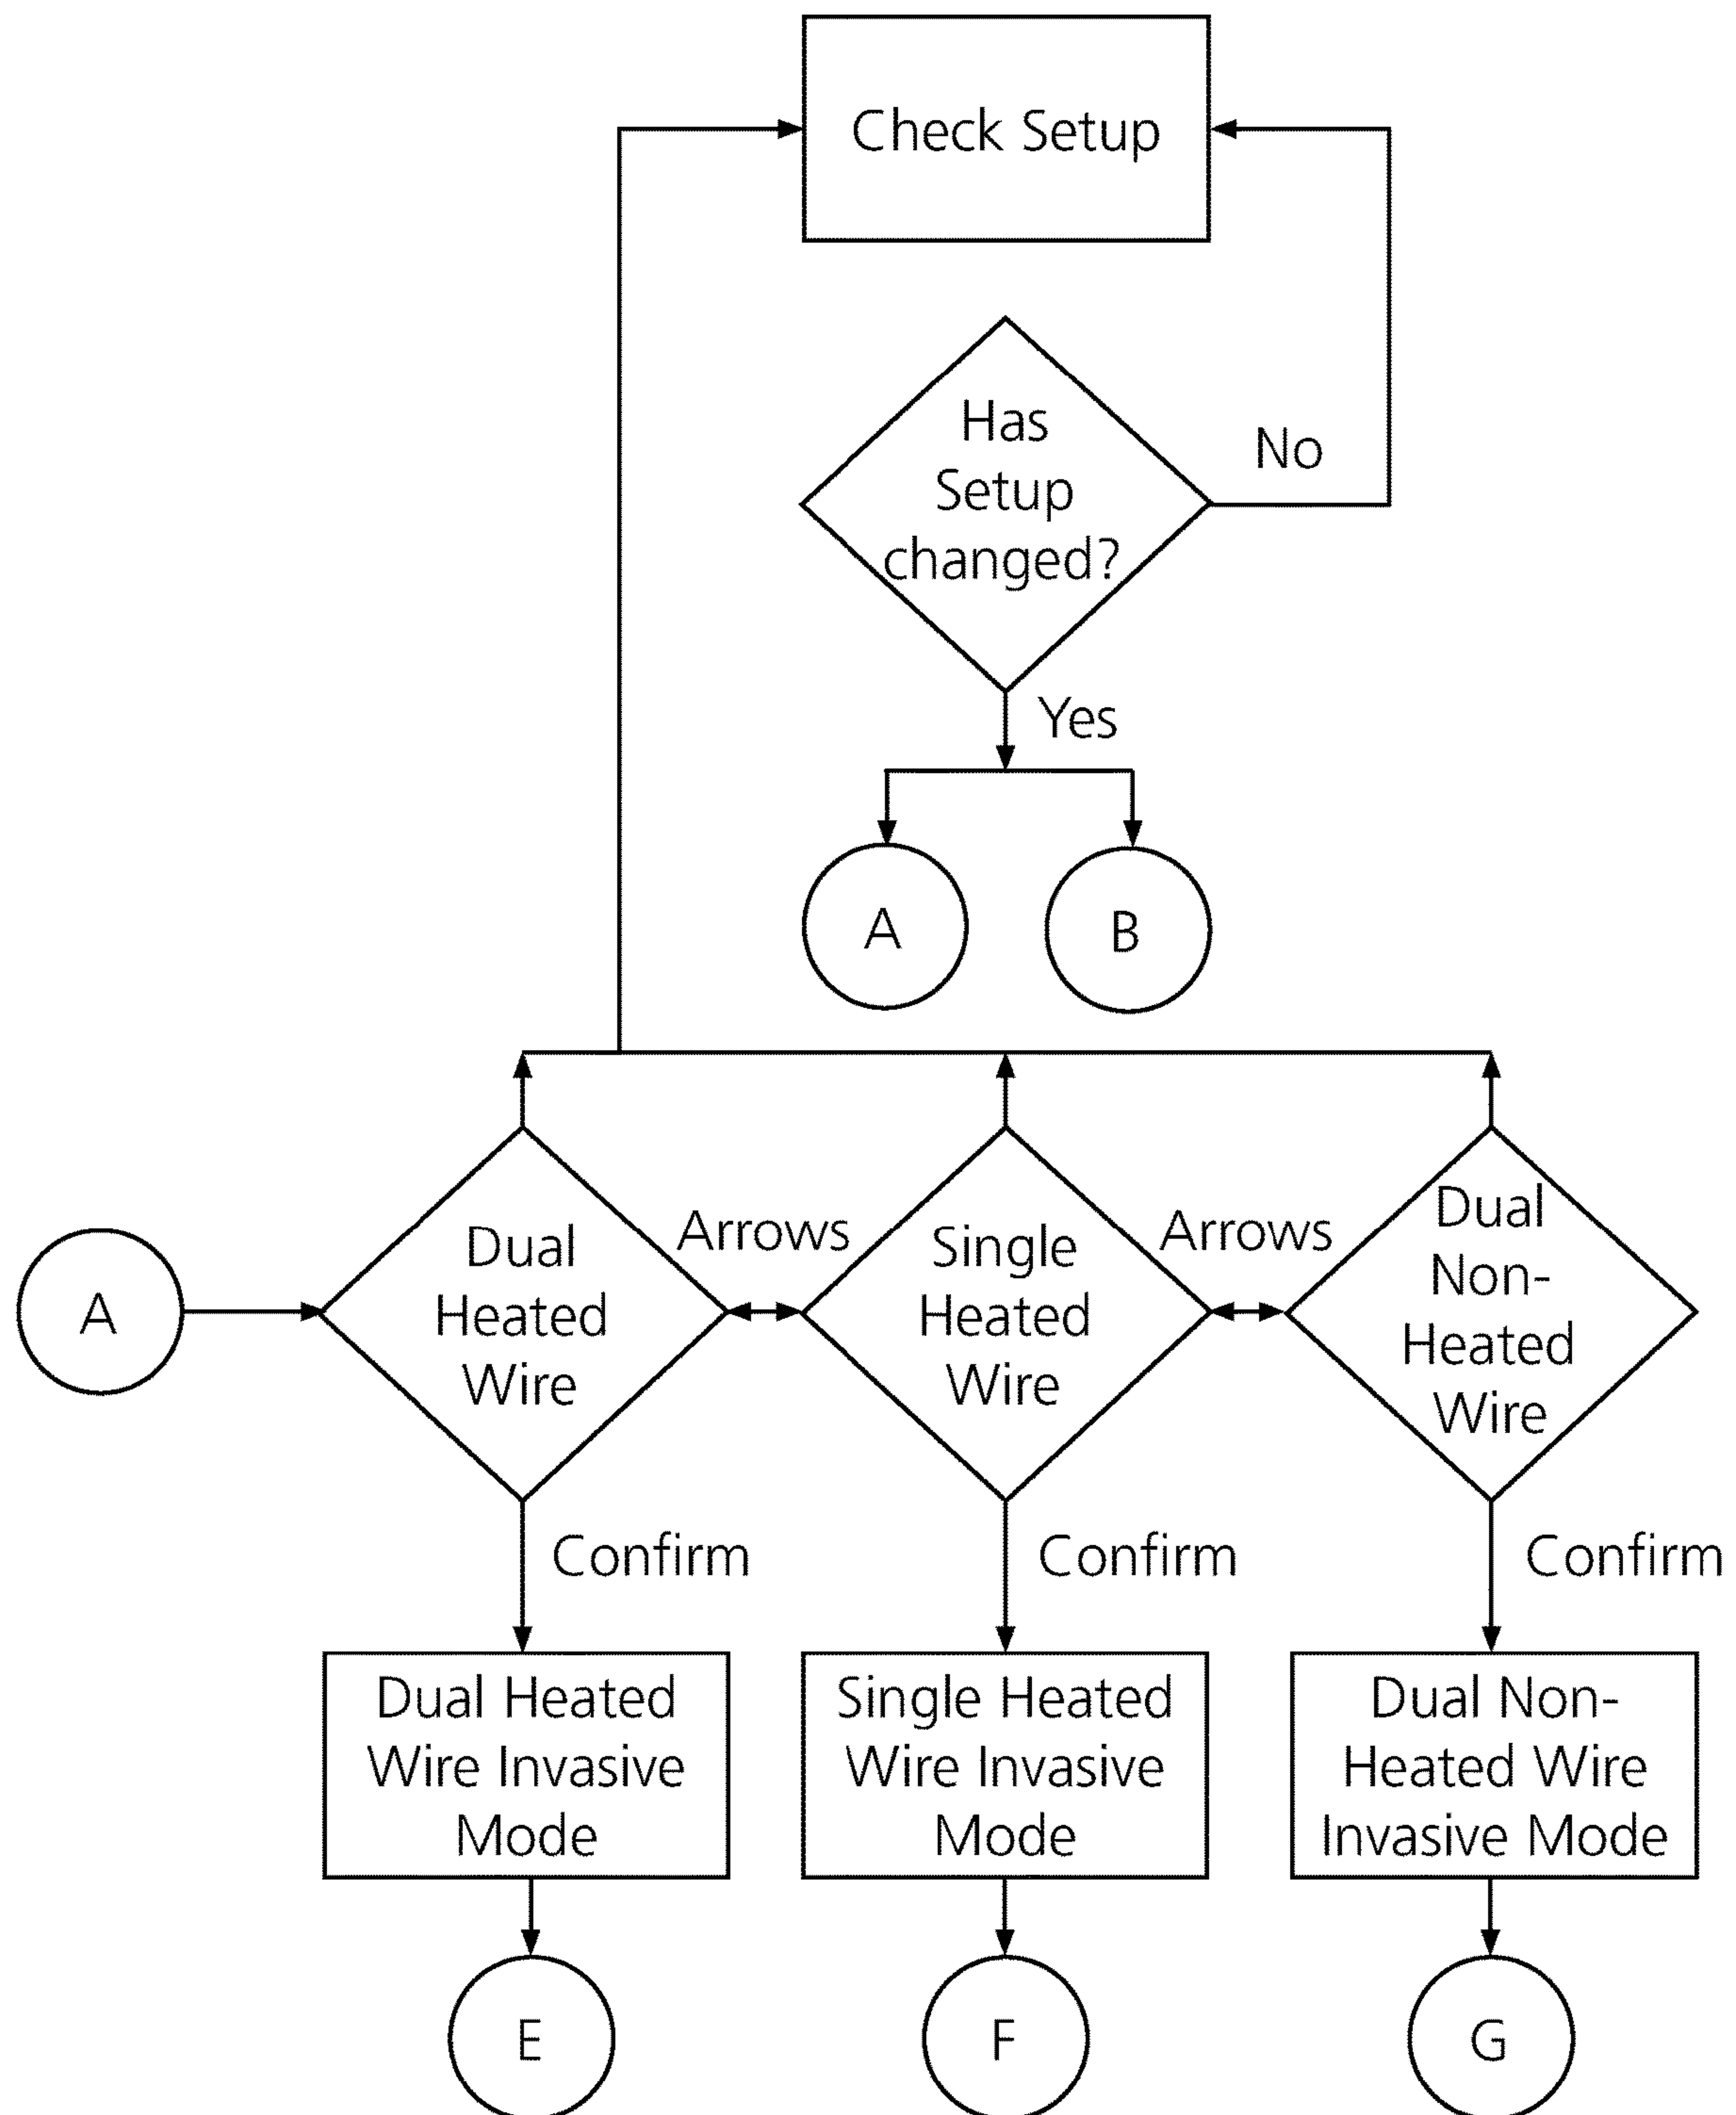 Check Setup
Has
Setup
changed?
No
Yes
A
B
A
Dual
Heated
Wire
Arrows
Single
Heated
Wire
Arrows
Dual
Non-
Heated
Wire
Confirm
Confirm
Confirm
Dual Heated
Wire Invasive
Mode
Single Heated
Wire Invasive
Mode
Dual Non-
Heated Wire
Invasive Mode
E
F
G